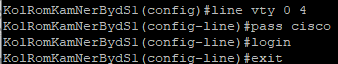 KolRomKamNerBydS1(config)#line vty 0 4
KolRomKamNerBydS1(config-line)#pass cisco
KolRomKamNerBydS1(config-line)#login
KolRomKamNerBydS1(config-line)#exit